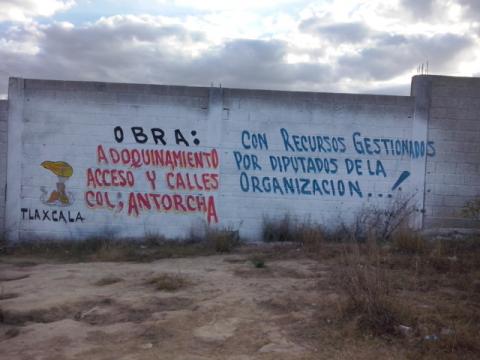 OBRA:
ADOQUINAMIENTO
ACCESO Y CALLES
COL; ANTORCHA
TLAXCALA
CON RECURSOS GESTIONADOS
POR DIPUTADOS DE LA
ORGANIZACION...!